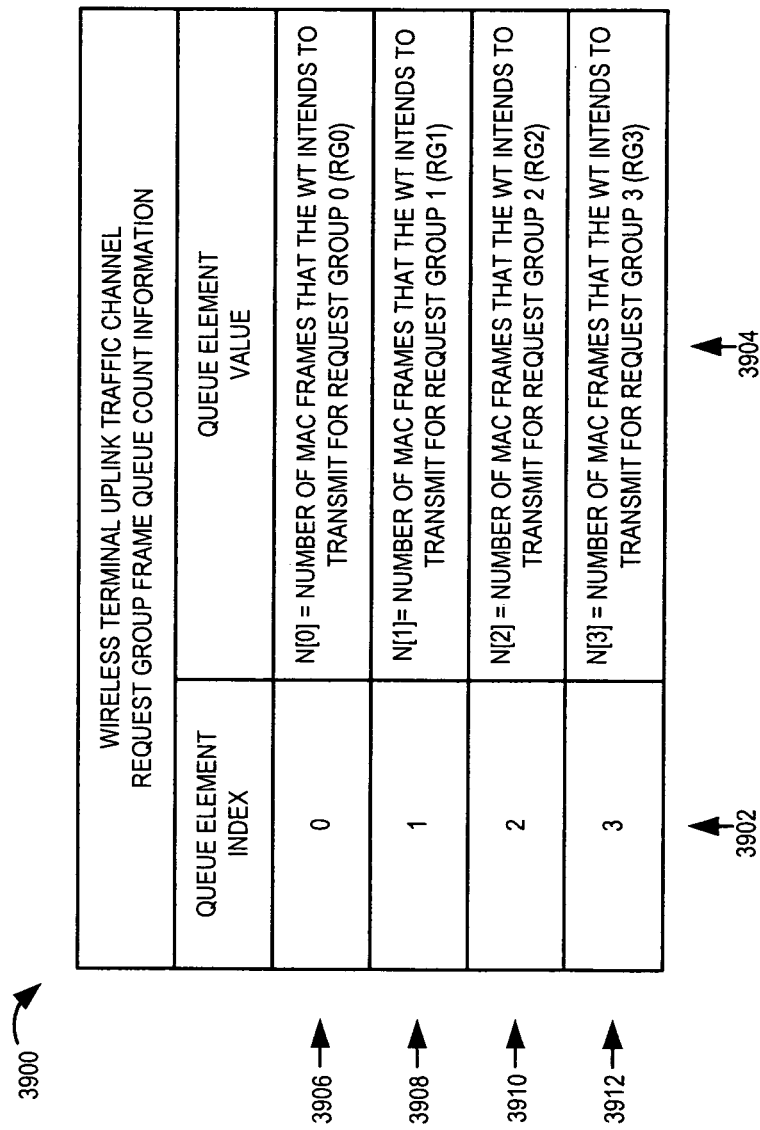 3900
WIRELESS TERMINAL UPLINK TRAFFIC CHANNEL
REQUEST GROUP FRAME QUEUE COUNT INFORMATION
QUEUE ELEMENT
INDEX
QUEUE ELEMENT
VALUE
3906
0
N[0] = NUMBER OF MAC FRAMES THAT THE WT INTENDS TO
TRANSMIT FOR REQUEST GROUP 0 (RG0)
3908
1
N[1]= NUMBER OF MAC FRAMES THAT THE WT INTENDS TO
TRANSMIT FOR REQUEST GROUP 1 (RG1)
3910
2
N[2] = NUMBER OF MAC FRAMES THAT THE WT INTENDS TO
TRANSMIT FOR REQUEST GROUP 2 (RG2)
3912
3
N[3] = NUMBER OF MAC FRAMES THAT THE WT INTENDS TO
TRANSMIT FOR REQUEST GROUP 3 (RG3)
3902
3904